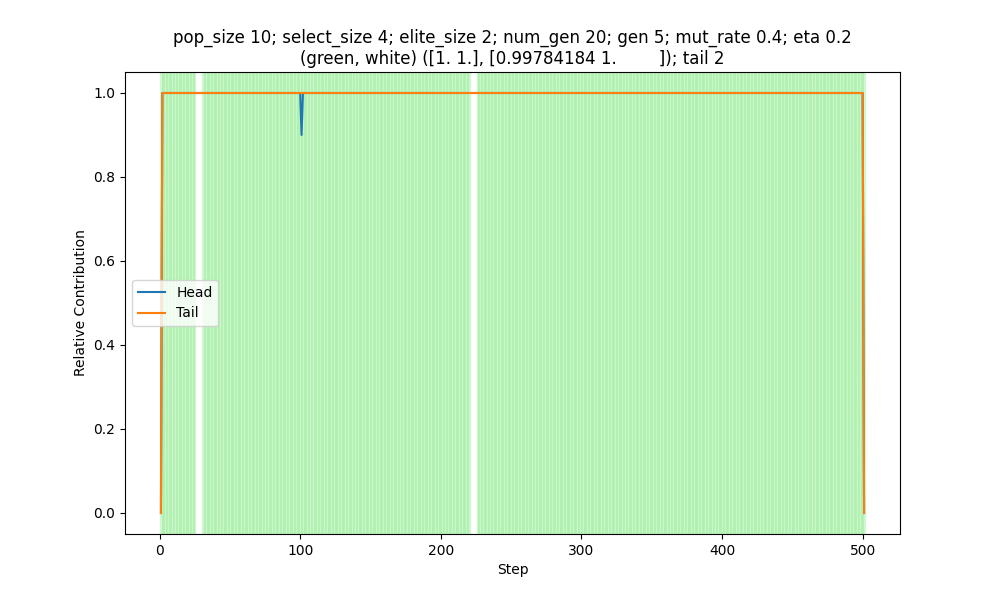 pop_size 10; select_size 4; elite_size 2; num_gen 20; gen 5; mut_rate 0.4; eta 0.2
(green, white) ([1. 1.], [0.99784184 1.         ]); tail 2
1.0
0.8
0.6
0.4
0.2
0.0
Relative Contribution
Head
Tail
0 100 200 300 400 500
Step